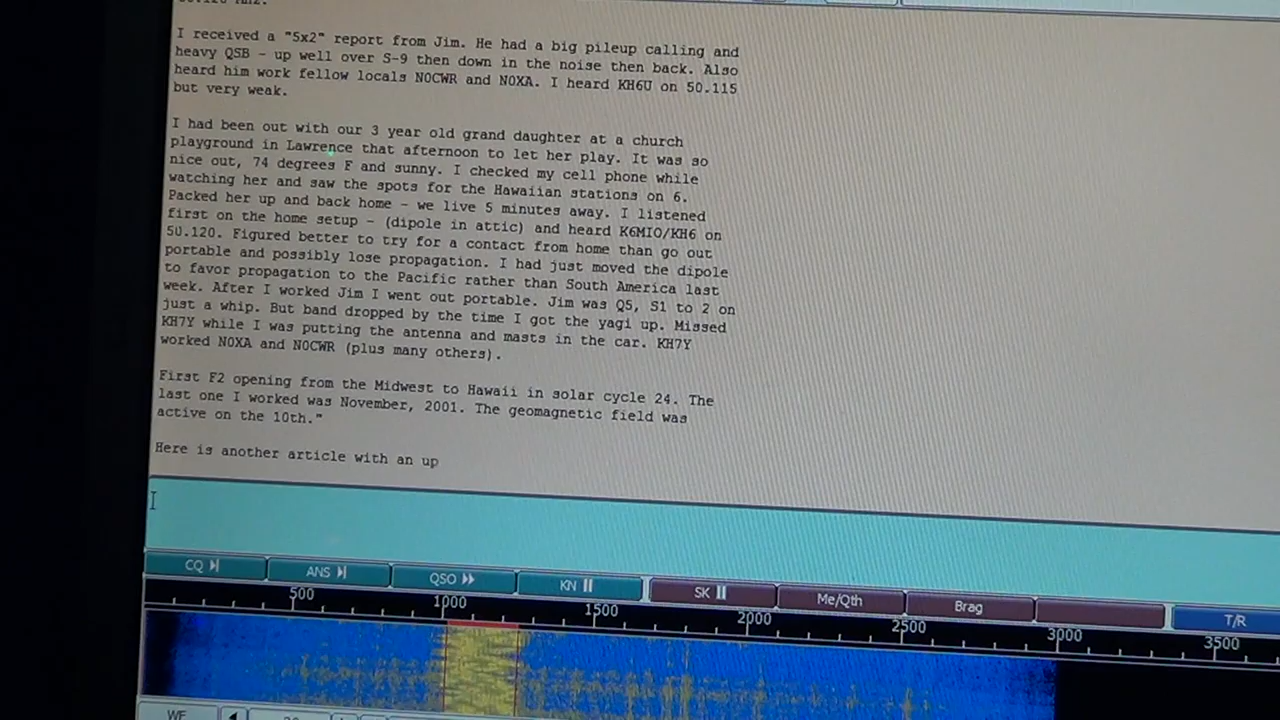 I received a "5x2" report from Jim. He had a big pileup calling and
heavy QSB - up well over S-9 then down in the noise then back. Also
heard him work fellow locals N0CWR and N0XA. I heard KH6U on 50.115
but very weak.
I had been out with our 3 year old grand daughter at a church
playground in Lawrence that afternoon to let her play. It was so
nice out, 74 degrees F and sunny. I checked my cell phone while
watching her and saw the spots for the Hawaiian stations on 6.
Packed her up and back home - we live 5 minutes away. I listened
first on the home setup - (dipole in attic) and heard K6MIO/KH6 on
50.120. Figured better to try for a contact from home than go out
portable and possibly lose propagation. I had just moved the dipole
to favor propagation to the Pacific rather than South America last
week. After I worked Jim I went out portable. Jim was Q5, S1 to 2 on
just a whip. But band dropped by the time I got the yagi up. Missed
KH7Y while I was putting the antenna and masts in the car. KH7Y
worked N0XA and N0CWR (plus many others).
First F2 opening from the Midwest to Hawaii in solar cycle 24. The
last one I worked was November, 2001. The geomagnetic field was
active on the 10th."
Here is another article with an up
CQ ANS QSO KN SK Me/Qth Brag T/R
500 1000 1500 2000 2500 3000 3500
WF